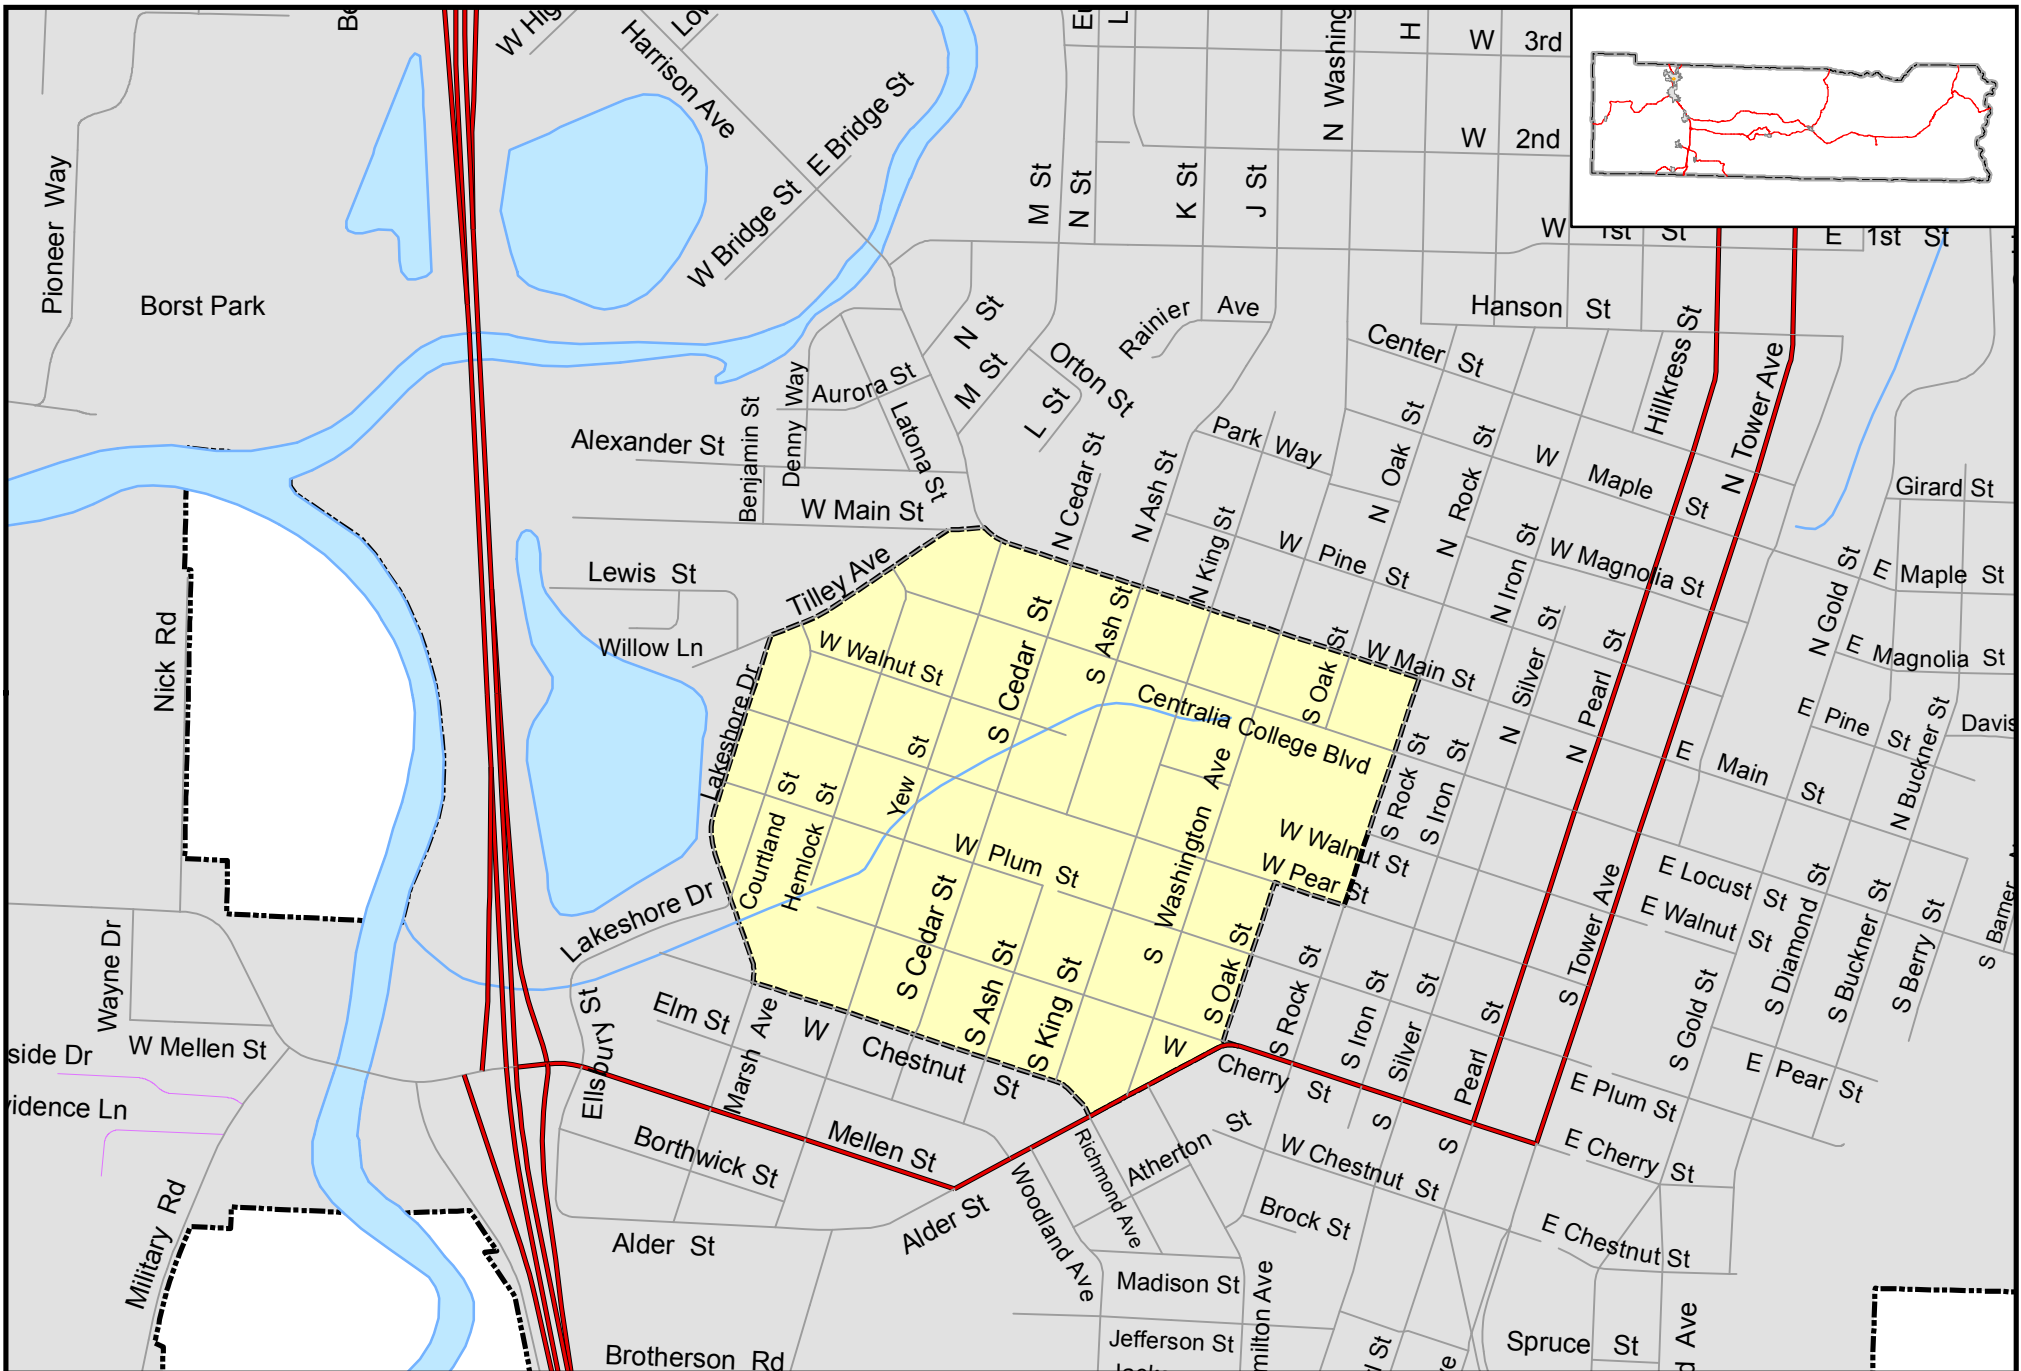 W Hig
Low
Harrison Ave
E Bridge St
W Bridge St
N Washing
H
W 3rd
W 2nd
W 1st St
E 1st St
Pioneer Way
Borst Park
M St
N St
K St
J St
N St
M St
Rainier Ave
Orton St
L St
Hanson St
Center St
Hillkress St
N Tower Ave
Aurora St
Denny Way
Benjamin St
Latona St
Alexander St
W Main St
N Cedar St
N Ash St
Park Way
N Oak St
N Rock St
W Maple St
Girard St
N King St
W Pine St
N Iron St
W Magnolia St
E Maple St
N Gold St
Lewis St
Tilley Ave
Willow Ln
Nick Rd
S Cedar St
S Ash St
S Oak St
W Main St
N Silver St
N Pearl St
E Magnolia St
W Walnut St
Lakeshore Dr
Centralia College Blvd
E Pine St
N Buckner St
Davis
E Main St
Yew St
Courtland St
Hemlock St
S Washington Ave
S Rock St
S Iron St
W Walnut St
W Pear St
W Plum St
E Locust St
E Walnut St
S Diamond St
S Buckner St
S Berry St
S Barner
Lakeshore Dr
S Cedar St
S Ash St
S King St
S Oak St
S Rock St
S Iron St
S Silver St
S Pearl St
S Tower Ave
S Gold St
Wayne Dr
W Mellen St
side Dr
vidence Ln
Ellsbury St
Elm St
Marsh Ave
W Chestnut St
W Cherry St
E Pear St
E Plum St
E Cherry St
Borthwick St
Mellen St
Richmond Ave
Atherton St
W Chestnut St
Brock St
E Chestnut St
Military Rd
Alder St
Alder St
Woodland Ave
Madison St
Jefferson St
milton Ave
Spruce St
d Ave
Brotherson Rd